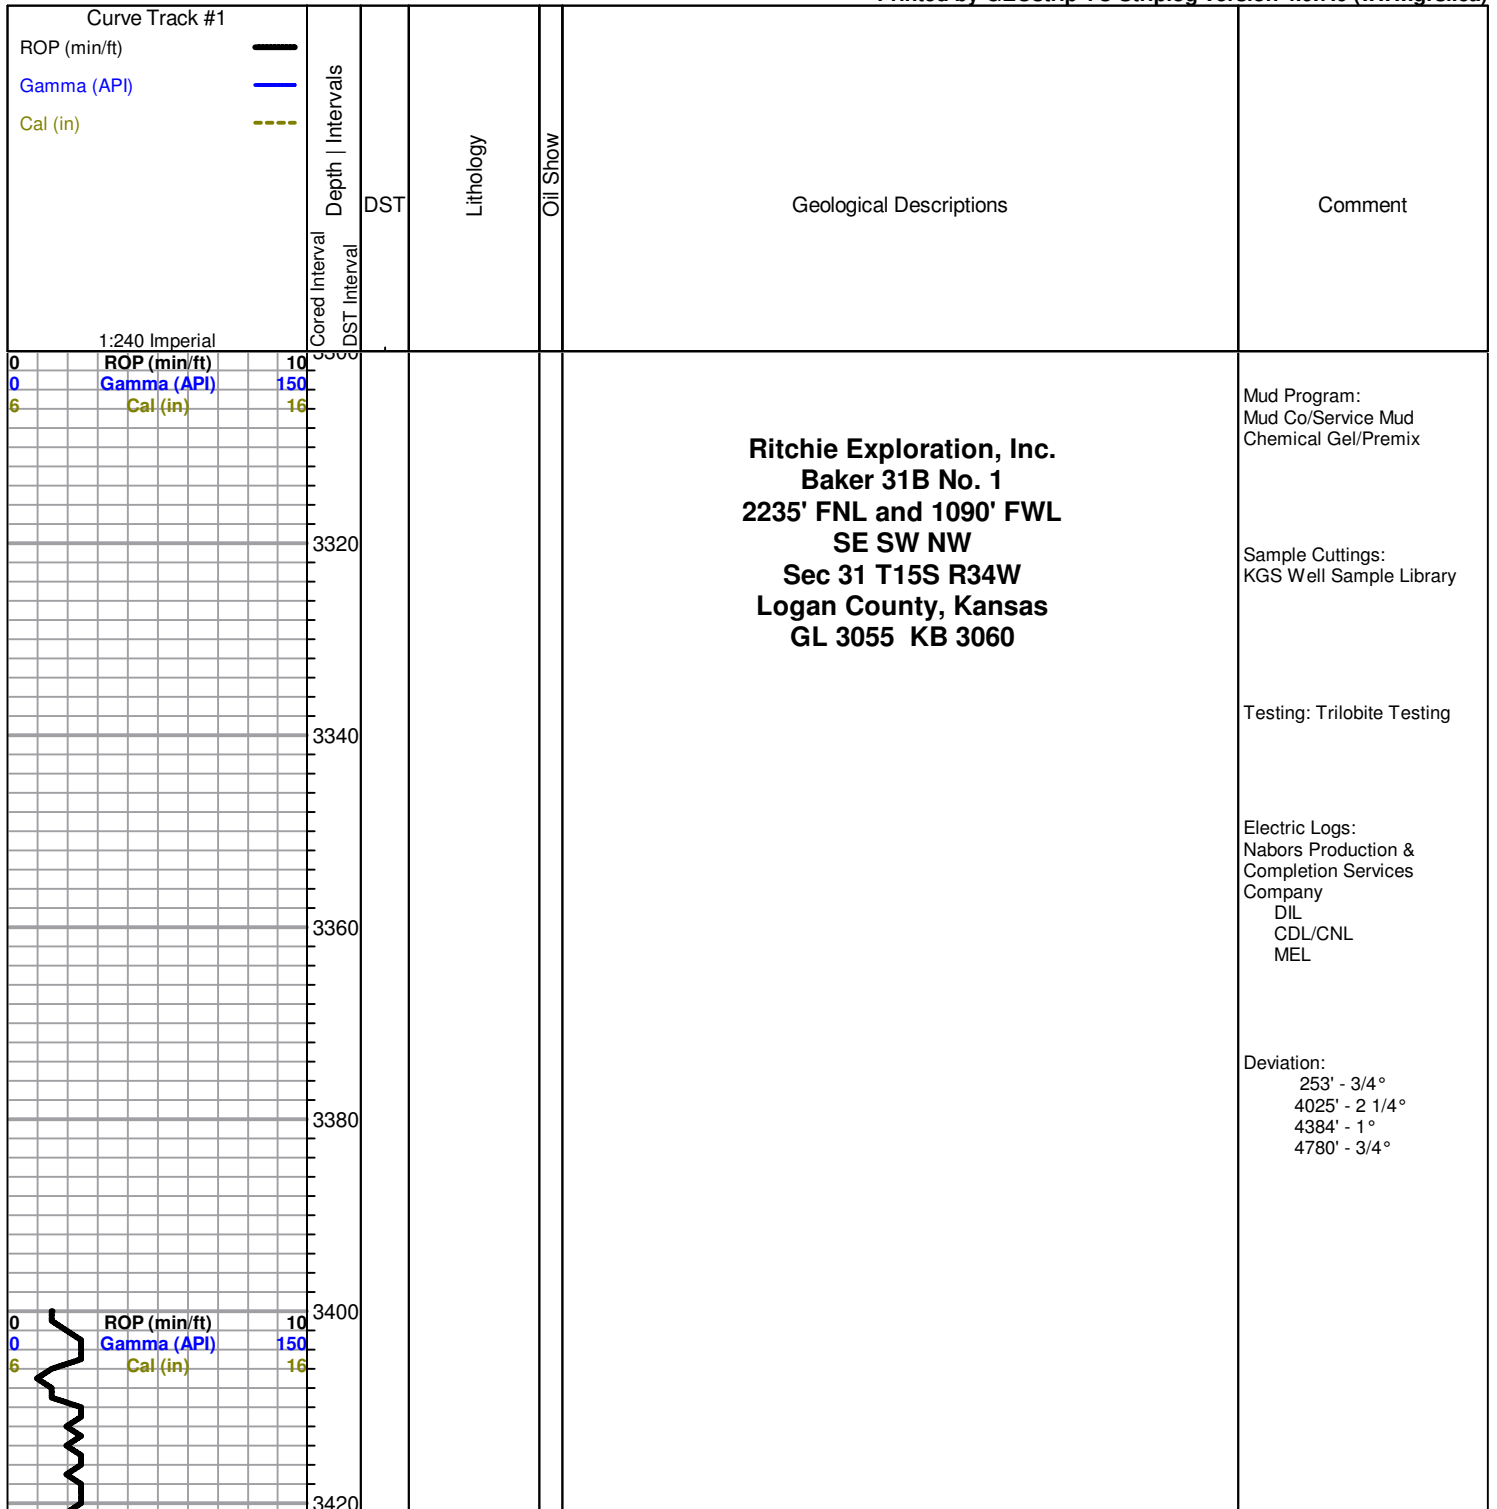 Curve Track #1
ROP (min/ft)
Gamma (API)
Cal (in)
1:240 Imperial
Depth | Intervals
Cored Interval
DST Interval
DST
Lithology
Oil Show
Geological Descriptions
Comment
0 ROP (min/ft) 10
0 Gamma (API) 150
6 Cal (in) 16
3300
3320
3340
3360
3380
3400
3420
Ritchie Exploration, Inc.
Baker 31B No. 1
2235' FNL and 1090' FWL
SE SW NW
Sec 31 T15S R34W
Logan County, Kansas
GL 3055 KB 3060
Mud Program:
Mud Co/Service Mud
Chemical Gel/Premix
Sample Cuttings:
KGS Well Sample Library
Testing: Trilobite Testing
Electric Logs:
Nabors Production &
Completion Services
Company
DIL
CDL/CNL
MEL
Deviation:
253' - 3/4°
4025' - 2 1/4°
4384' - 1°
4780' - 3/4°
0 ROP (min/ft) 10
0 Gamma (API) 150
6 Cal (in) 16